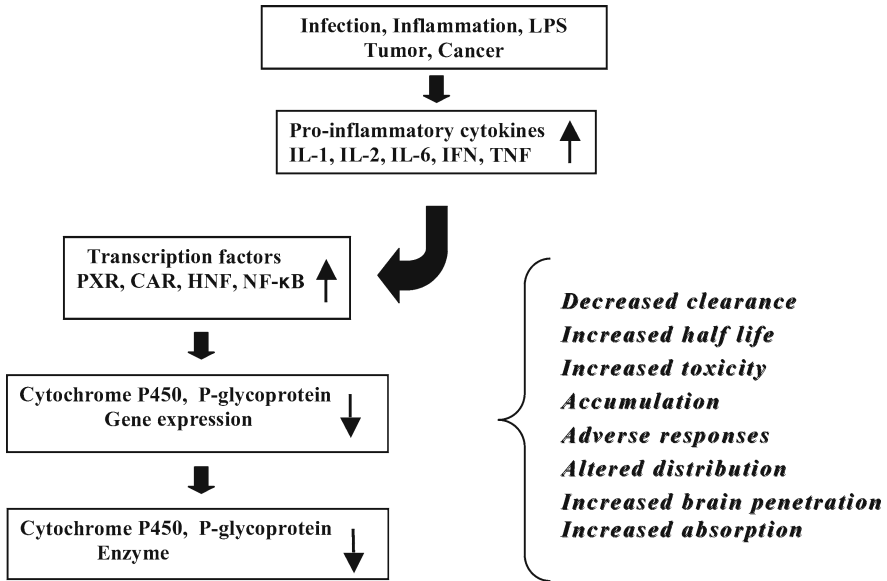 Infection, Inflammation, LPS
Tumor, Cancer
Pro-inflammatory cytokines
IL-1, IL-2, IL-6, IFN, TNF
Transcription factors
PXR, CAR, HNF, NF-κB
Cytochrome P450, P-glycoprotein
Gene expression
Cytochrome P450, P-glycoprotein
Enzyme
Decreased clearance
Increased half life
Increased toxicity
Accumulation
Adverse responses
Altered distribution
Increased brain penetration
Increased absorption